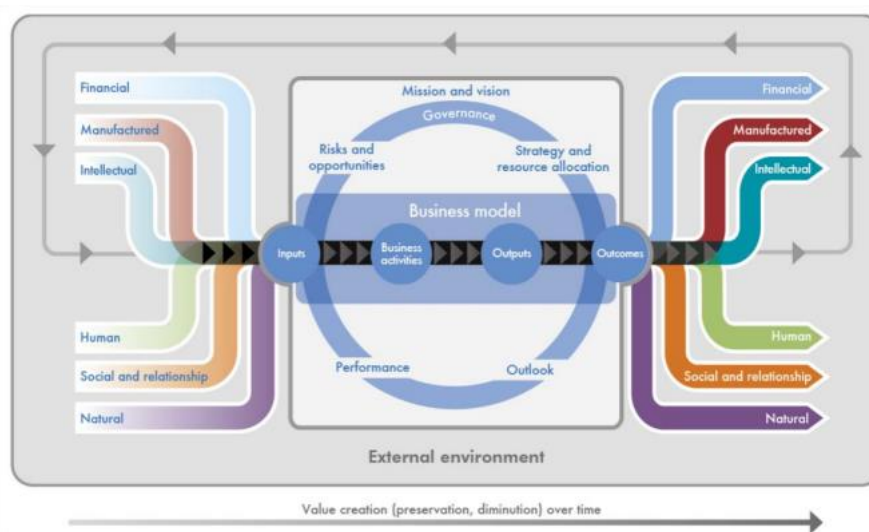 Financial
Manufactured
Intellectual
Human
Social and relationship
Natural
Mission and vision
Governance
Risks and
opportunities
Strategy and
resource allocation
Business model
Inputs
Business
activities
Outputs
Outcomes
Performance
Outlook
Financial
Manufactured
Intellectual
Human
Social and relationship
Natural
External environment
Value creation (preservation, diminution) over time